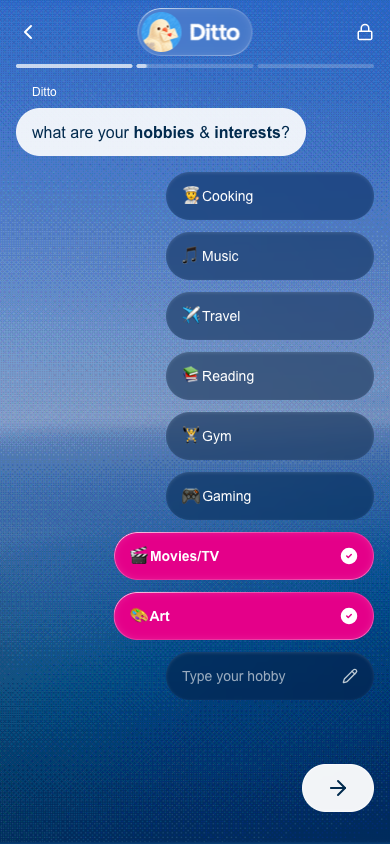 Ditto
Ditto
what are your hobbies & interests?
Cooking
Music
Travel
Reading
Gym
Gaming
Movies/TV
Art
Type your hobby